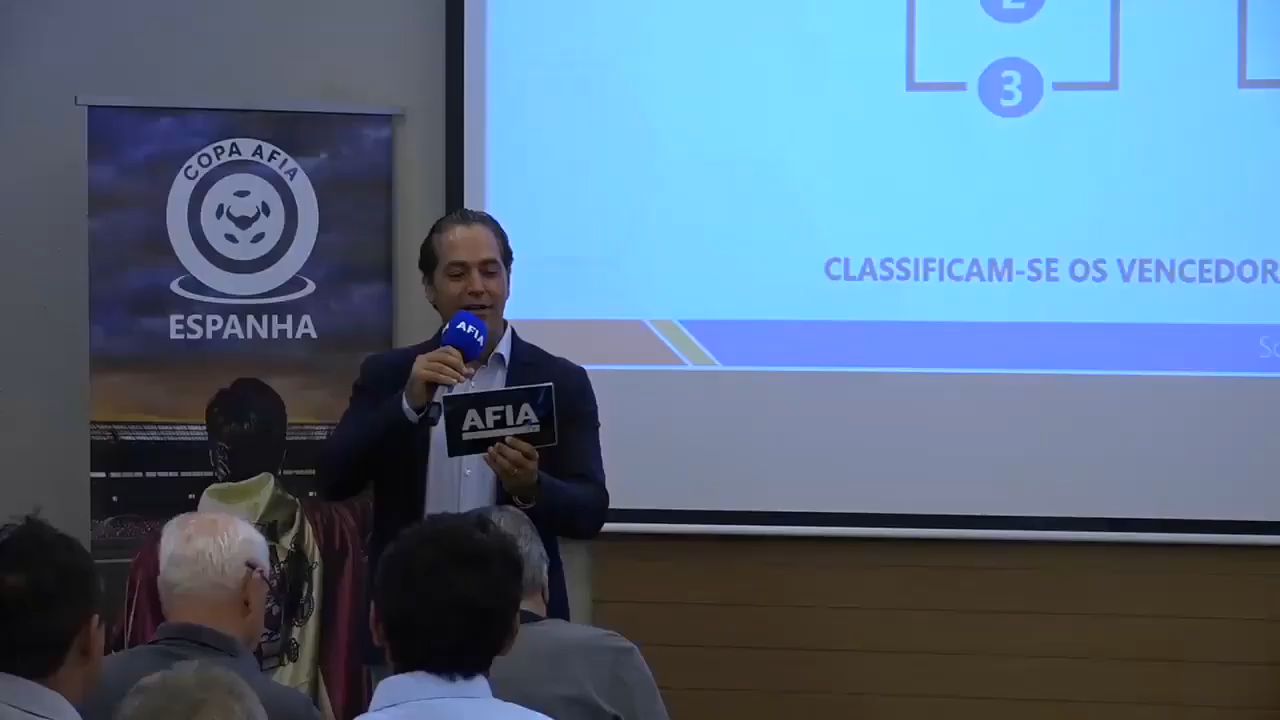 COPA AFIA
ESPANHA
AFIA
AFIA
3
CLASSIFICAM-SE OS VENCEDOR